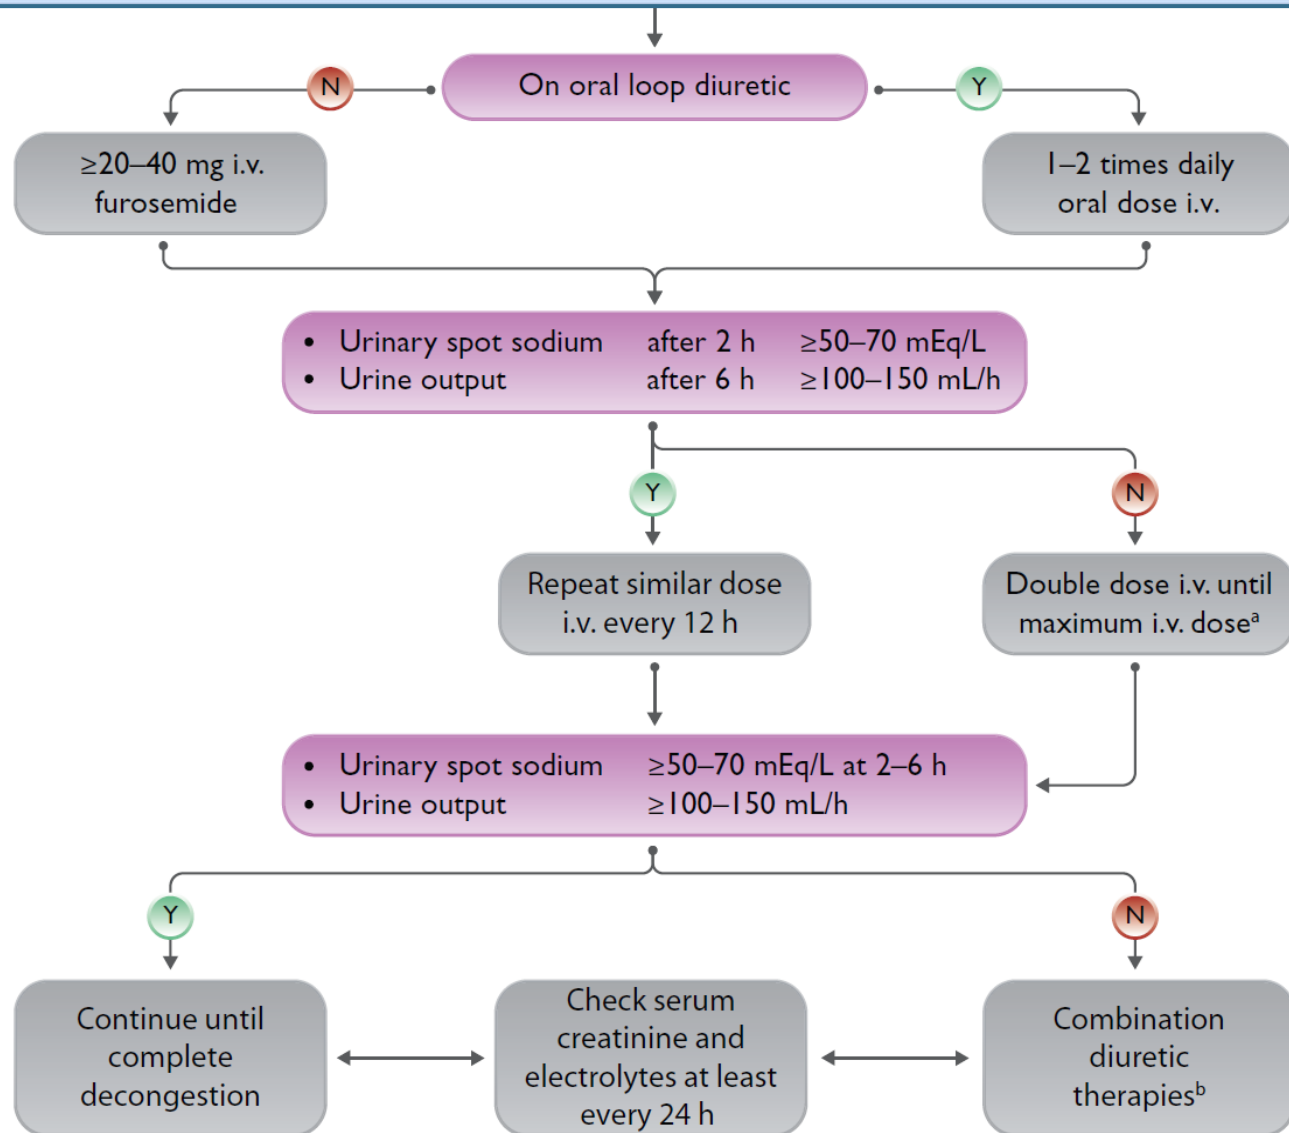 On oral loop diuretic
N
Y
≥20–40 mg i.v.
furosemide
1–2 times daily
oral dose i.v.
• Urinary spot sodium after 2 h ≥50–70 mEq/L
• Urine output after 6 h ≥100–150 mL/h
Y
N
Repeat similar dose
i.v. every 12 h
Double dose i.v. until
maximum i.v. doseᵃ
• Urinary spot sodium ≥50–70 mEq/L at 2–6 h
• Urine output ≥100–150 mL/h
Y
N
Continue until
complete
decongestion
Check serum
creatinine and
electrolytes at least
every 24 h
Combination
diuretic
therapiesᵇ